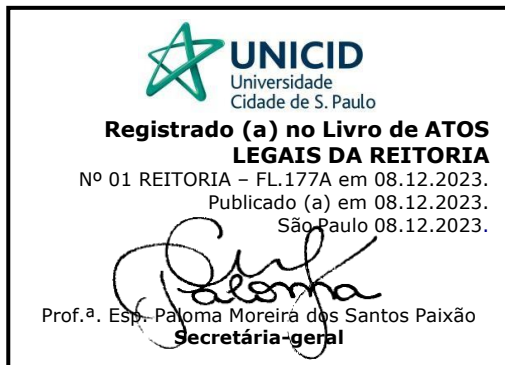 UNICID
Universidade
Cidade de S. Paulo
Registrado (a) no Livro de ATOS
LEGAIS DA REITORIA
Nº 01 REITORIA – FL.177A em 08.12.2023.
Publicado (a) em 08.12.2023.
São Paulo 08.12.2023.
Paloma
Prof.ª. Esp. Paloma Moreira dos Santos Paixão
Secretária-geral